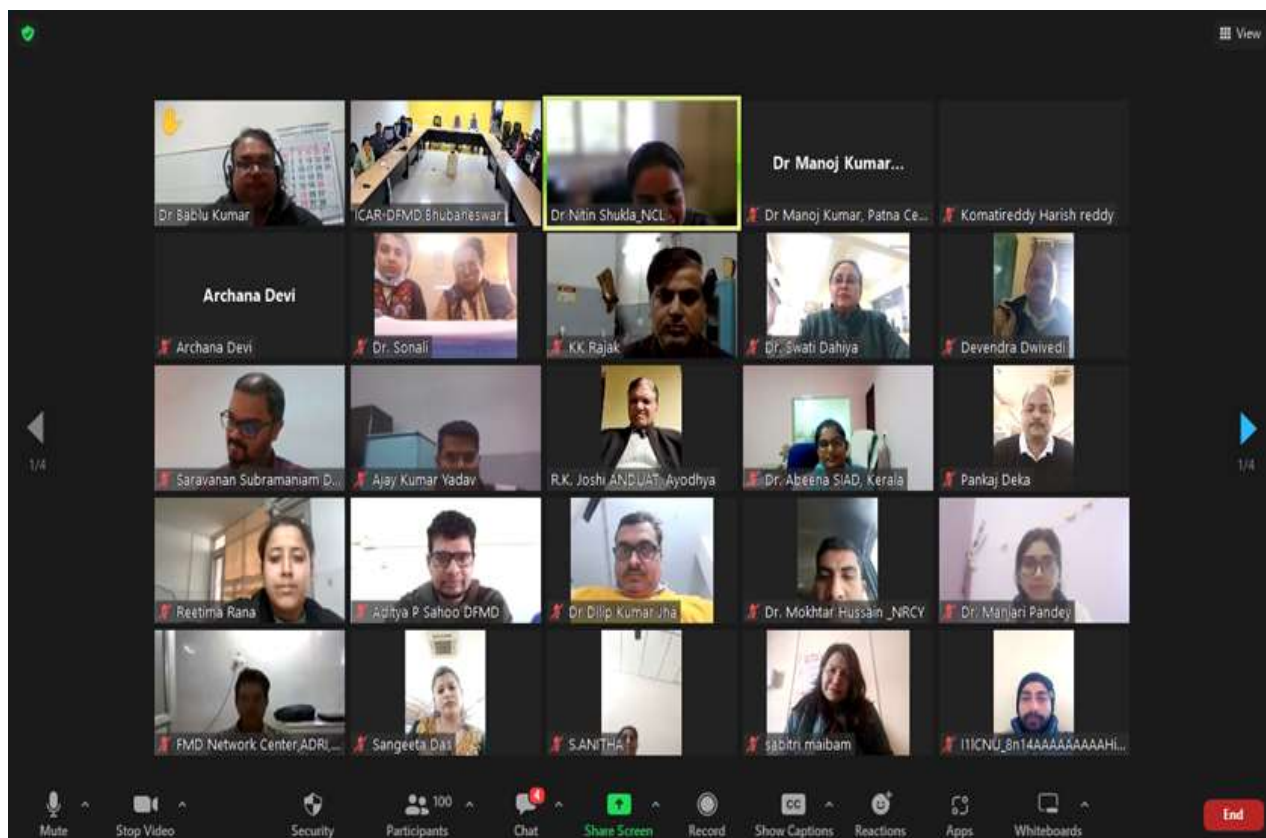 View
Dr Bablu Kumar
ICAR-DFMD Bhubaneswar
Dr Nitin Shukla_NCL
Dr Manoj Kumar...
Dr Manoj Kumar, Patna Ce...
Komatireddy Harish reddy
Archana Devi
Archana Devi
Dr. Sonali
KK Rajak
Dr. Swati Dahiya
Devendra Dwivedi
1/4
1/4
Saravanan Subramaniam D...
Ajay Kumar Yadav
R.K. Joshi ANDUAT, Ayodhya
Dr. Abeena SIAD, Kerala
Pankaj Deka
Reetima Rana
Aditya P Sahoo DFMD
Dr Dilip Kumar Jha
Dr. Mokhtar Hussain _NRCY
Dr. Manjari Pandey
FMD Network Center,ADRI,...
Sangeeta Das
S.ANITHA
sabitri maibam
Mute
Stop Video
Security
100
Participants
4
Chat
Share Screen
Record
CC
Show Captions
Reactions
Apps
Whiteboards
End